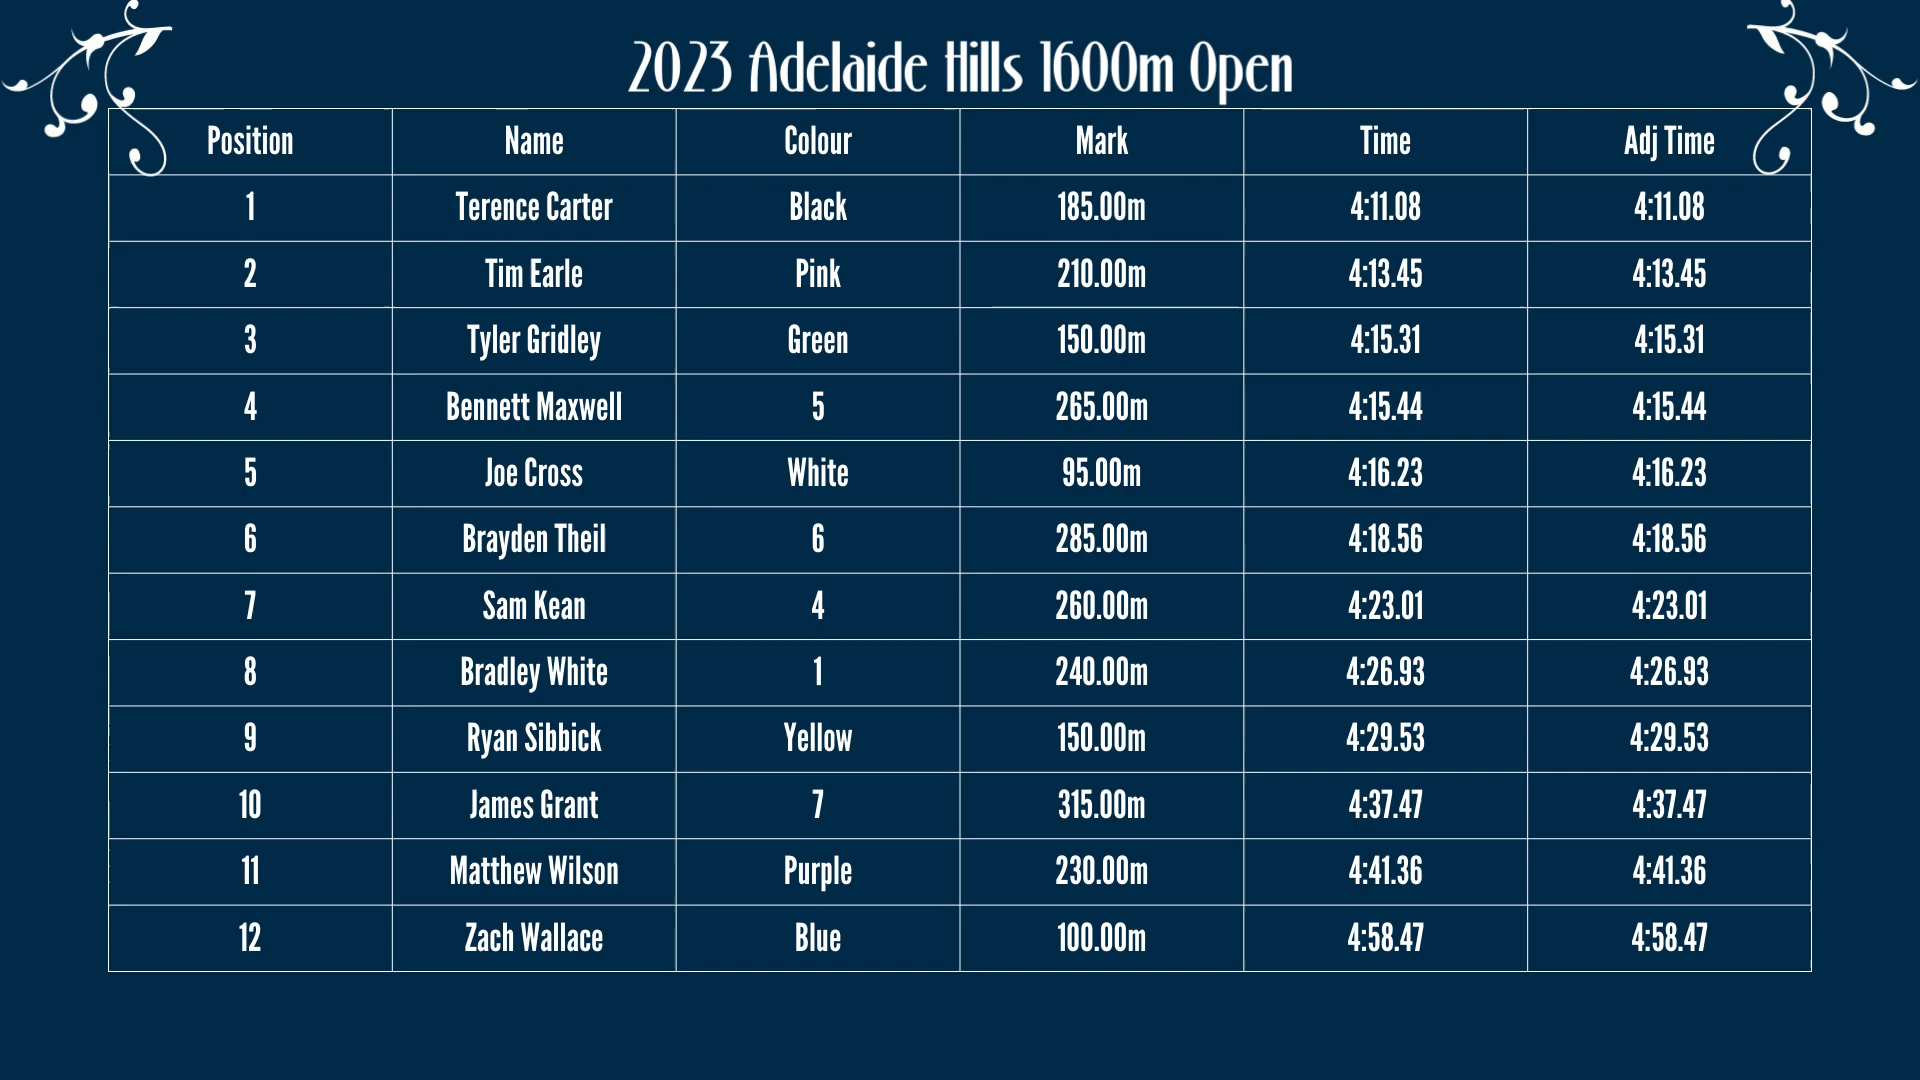 2023 Adelaide Hills 1600m Open
Position Name Colour Mark Time Adj Time
1 Terence Carter Black 185.00m 4:11.08 4:11.08
2 Tim Earle Pink 210.00m 4:13.45 4:13.45
3 Tyler Gridley Green 150.00m 4:15.31 4:15.31
4 Bennett Maxwell 5 265.00m 4:15.44 4:15.44
5 Joe Cross White 95.00m 4:16.23 4:16.23
6 Brayden Theil 6 285.00m 4:18.56 4:18.56
7 Sam Kean 4 260.00m 4:23.01 4:23.01
8 Bradley White 1 240.00m 4:26.93 4:26.93
9 Ryan Sibbick Yellow 150.00m 4:29.53 4:29.53
10 James Grant 7 315.00m 4:37.47 4:37.47
11 Matthew Wilson Purple 230.00m 4:41.36 4:41.36
12 Zach Wallace Blue 100.00m 4:58.47 4:58.47